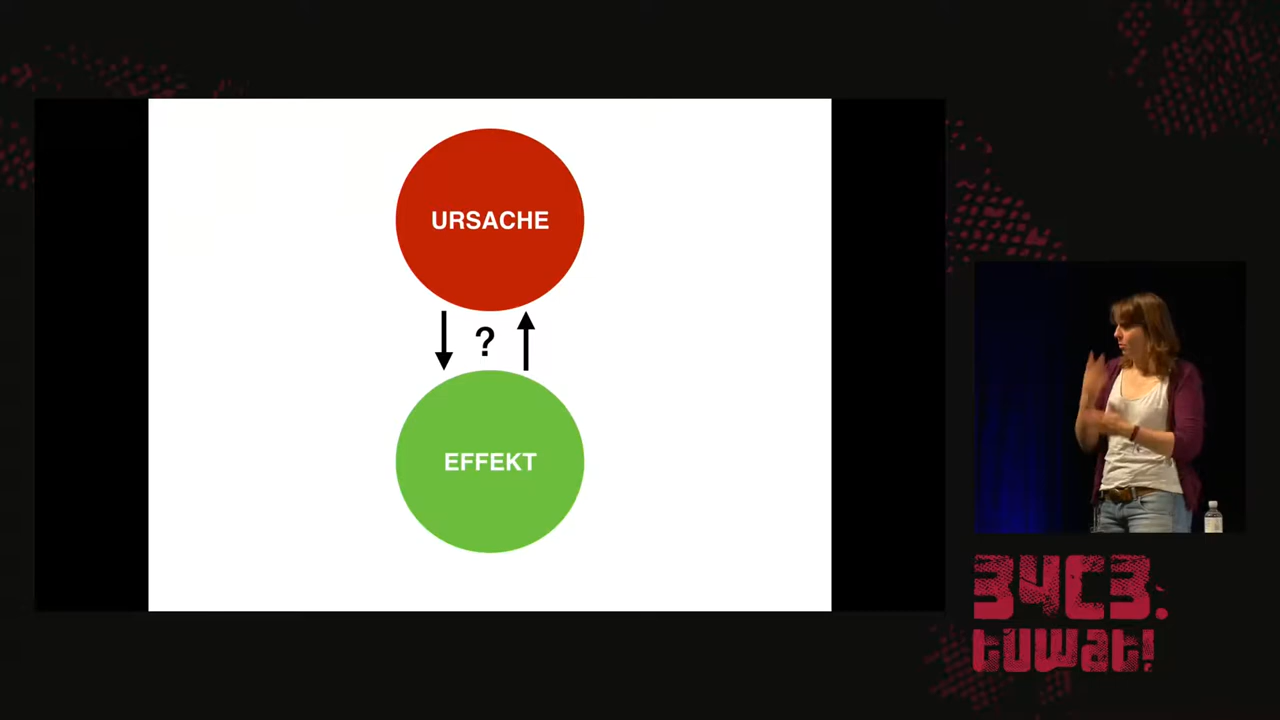 URSACHE
?
EFFEKT
34C3.
tuwat!